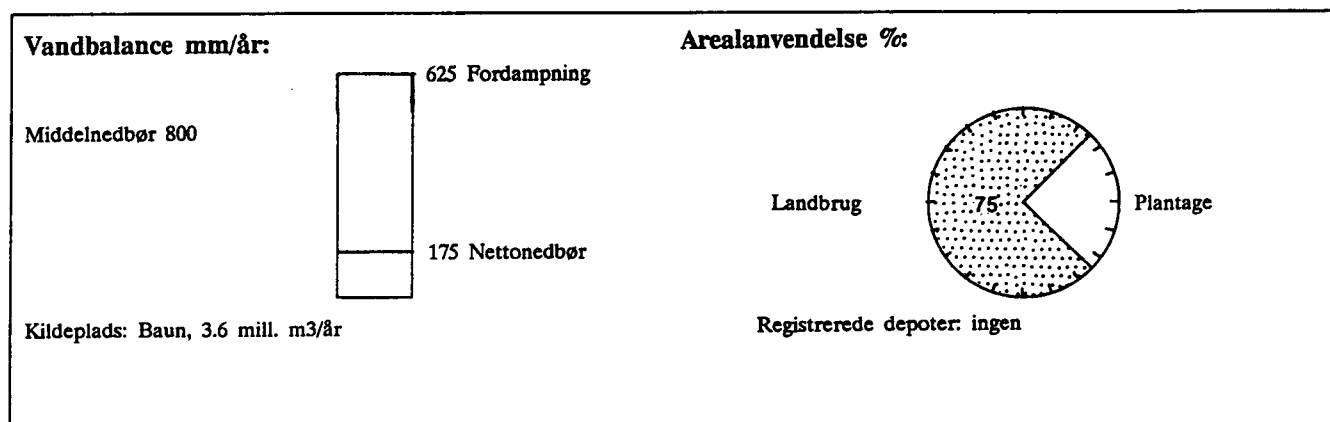 Vandbalance mm/år:
625 Fordampning
Middelnedbør 800
175 Nettonedbør
Kildeplads: Baun, 3.6 mill. m3/år
Arealanvendelse %:
Landbrug
75
Plantage
Registrerede depoter: ingen